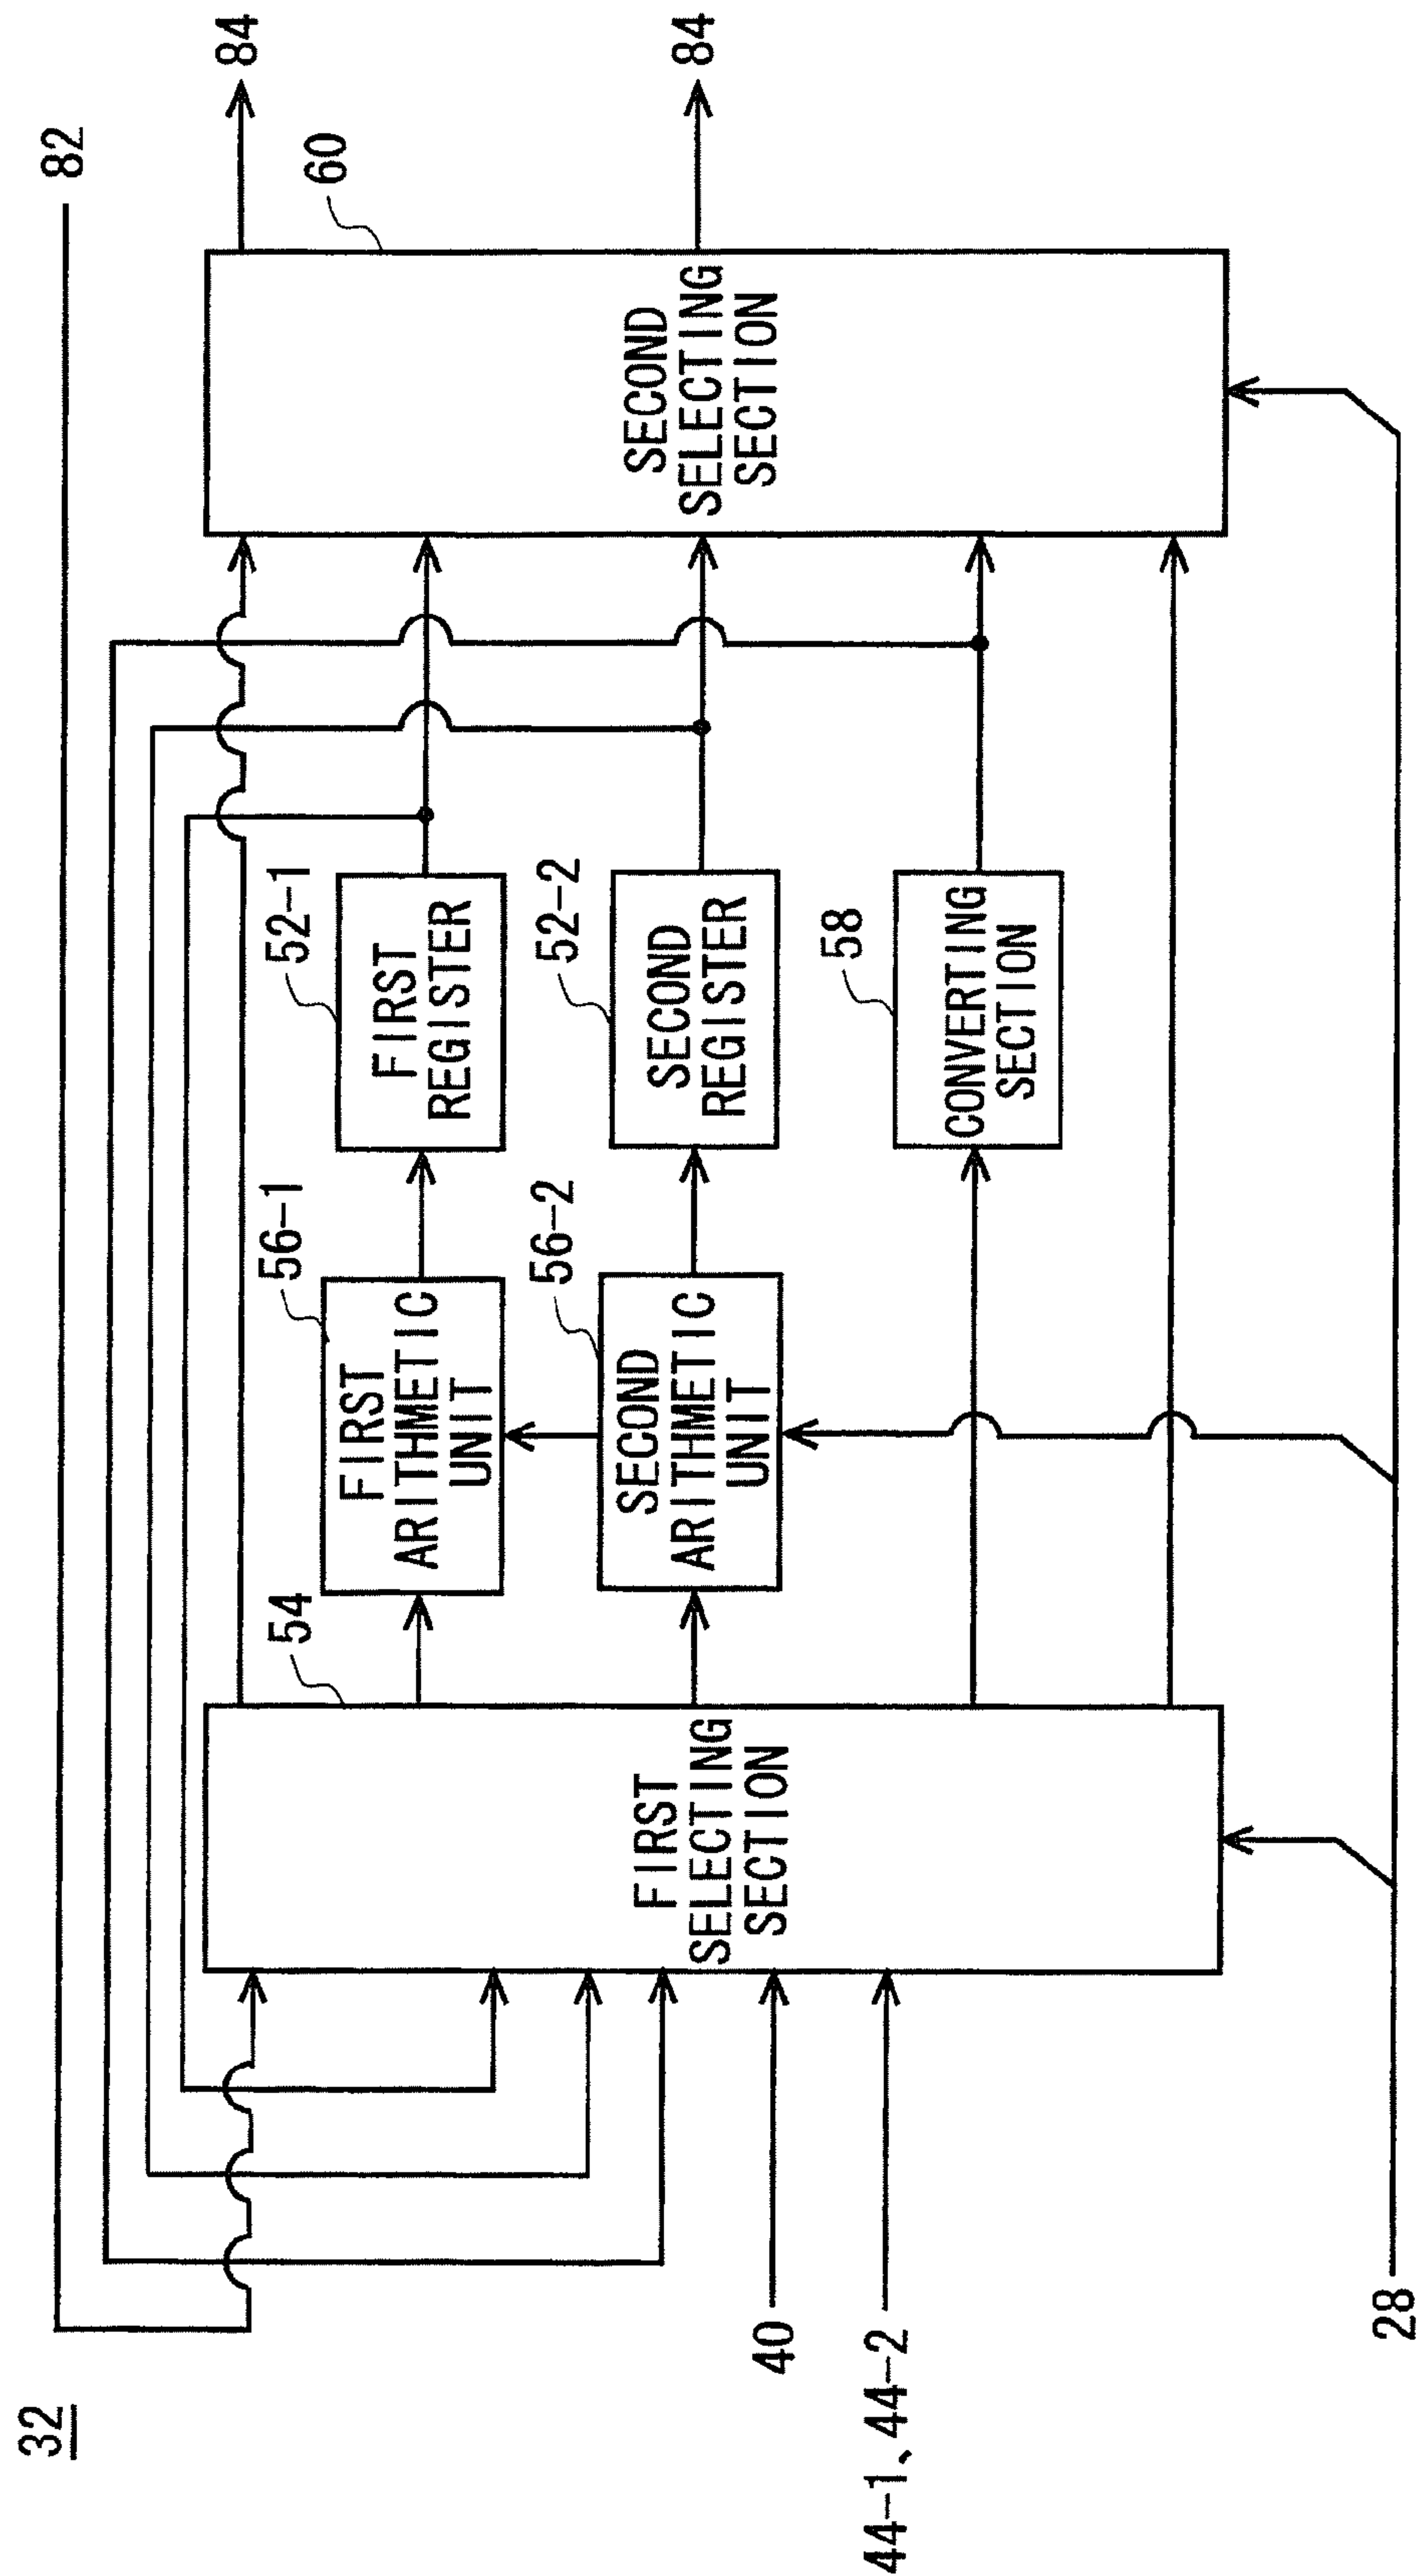 32
82
84
84
60
SECOND
SELECTING
SECTION
52-1
FIRST
REGISTER
52-2
SECOND
REGISTER
58
CONVERTING
SECTION
56-1
FIRST
ARITHMETIC
UNIT
56-2
SECOND
ARITHMETIC
UNIT
54
FIRST
SELECTING
SECTION
40
44-1、44-2
28